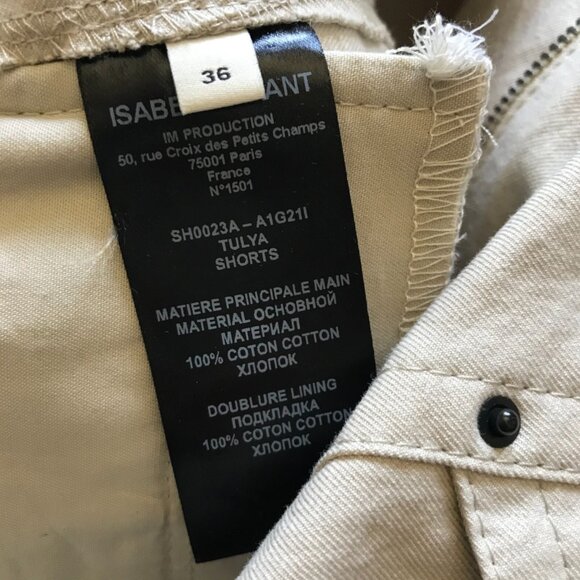 36
ISABE ANT
IM PRODUCTION
50, rue Croix des Petits Champs
75001 Paris
France
N°1501
SH0023A - A1G21I
TULYA
SHORTS
MATIERE PRINCIPALE MAIN
MATERIAL ОСНОВНОЙ
МАТЕРИАЛ
100% COTON COTTON
ХЛОПОК
DOUBLURE LINING
ПОДКЛАДКА
100% COTON COTTON
ХЛОПОК